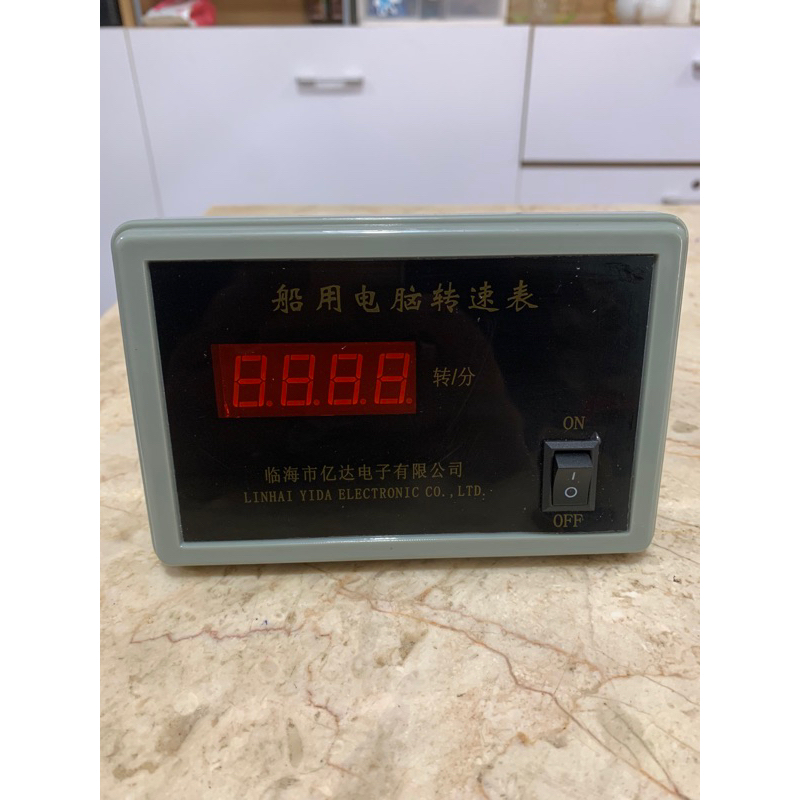 船用电脑转速表
8.8.8.8.
转/分
ON
临海市亿达电子有限公司
LINHAI YIDA ELECTRONIC CO.,LTD.
OFF